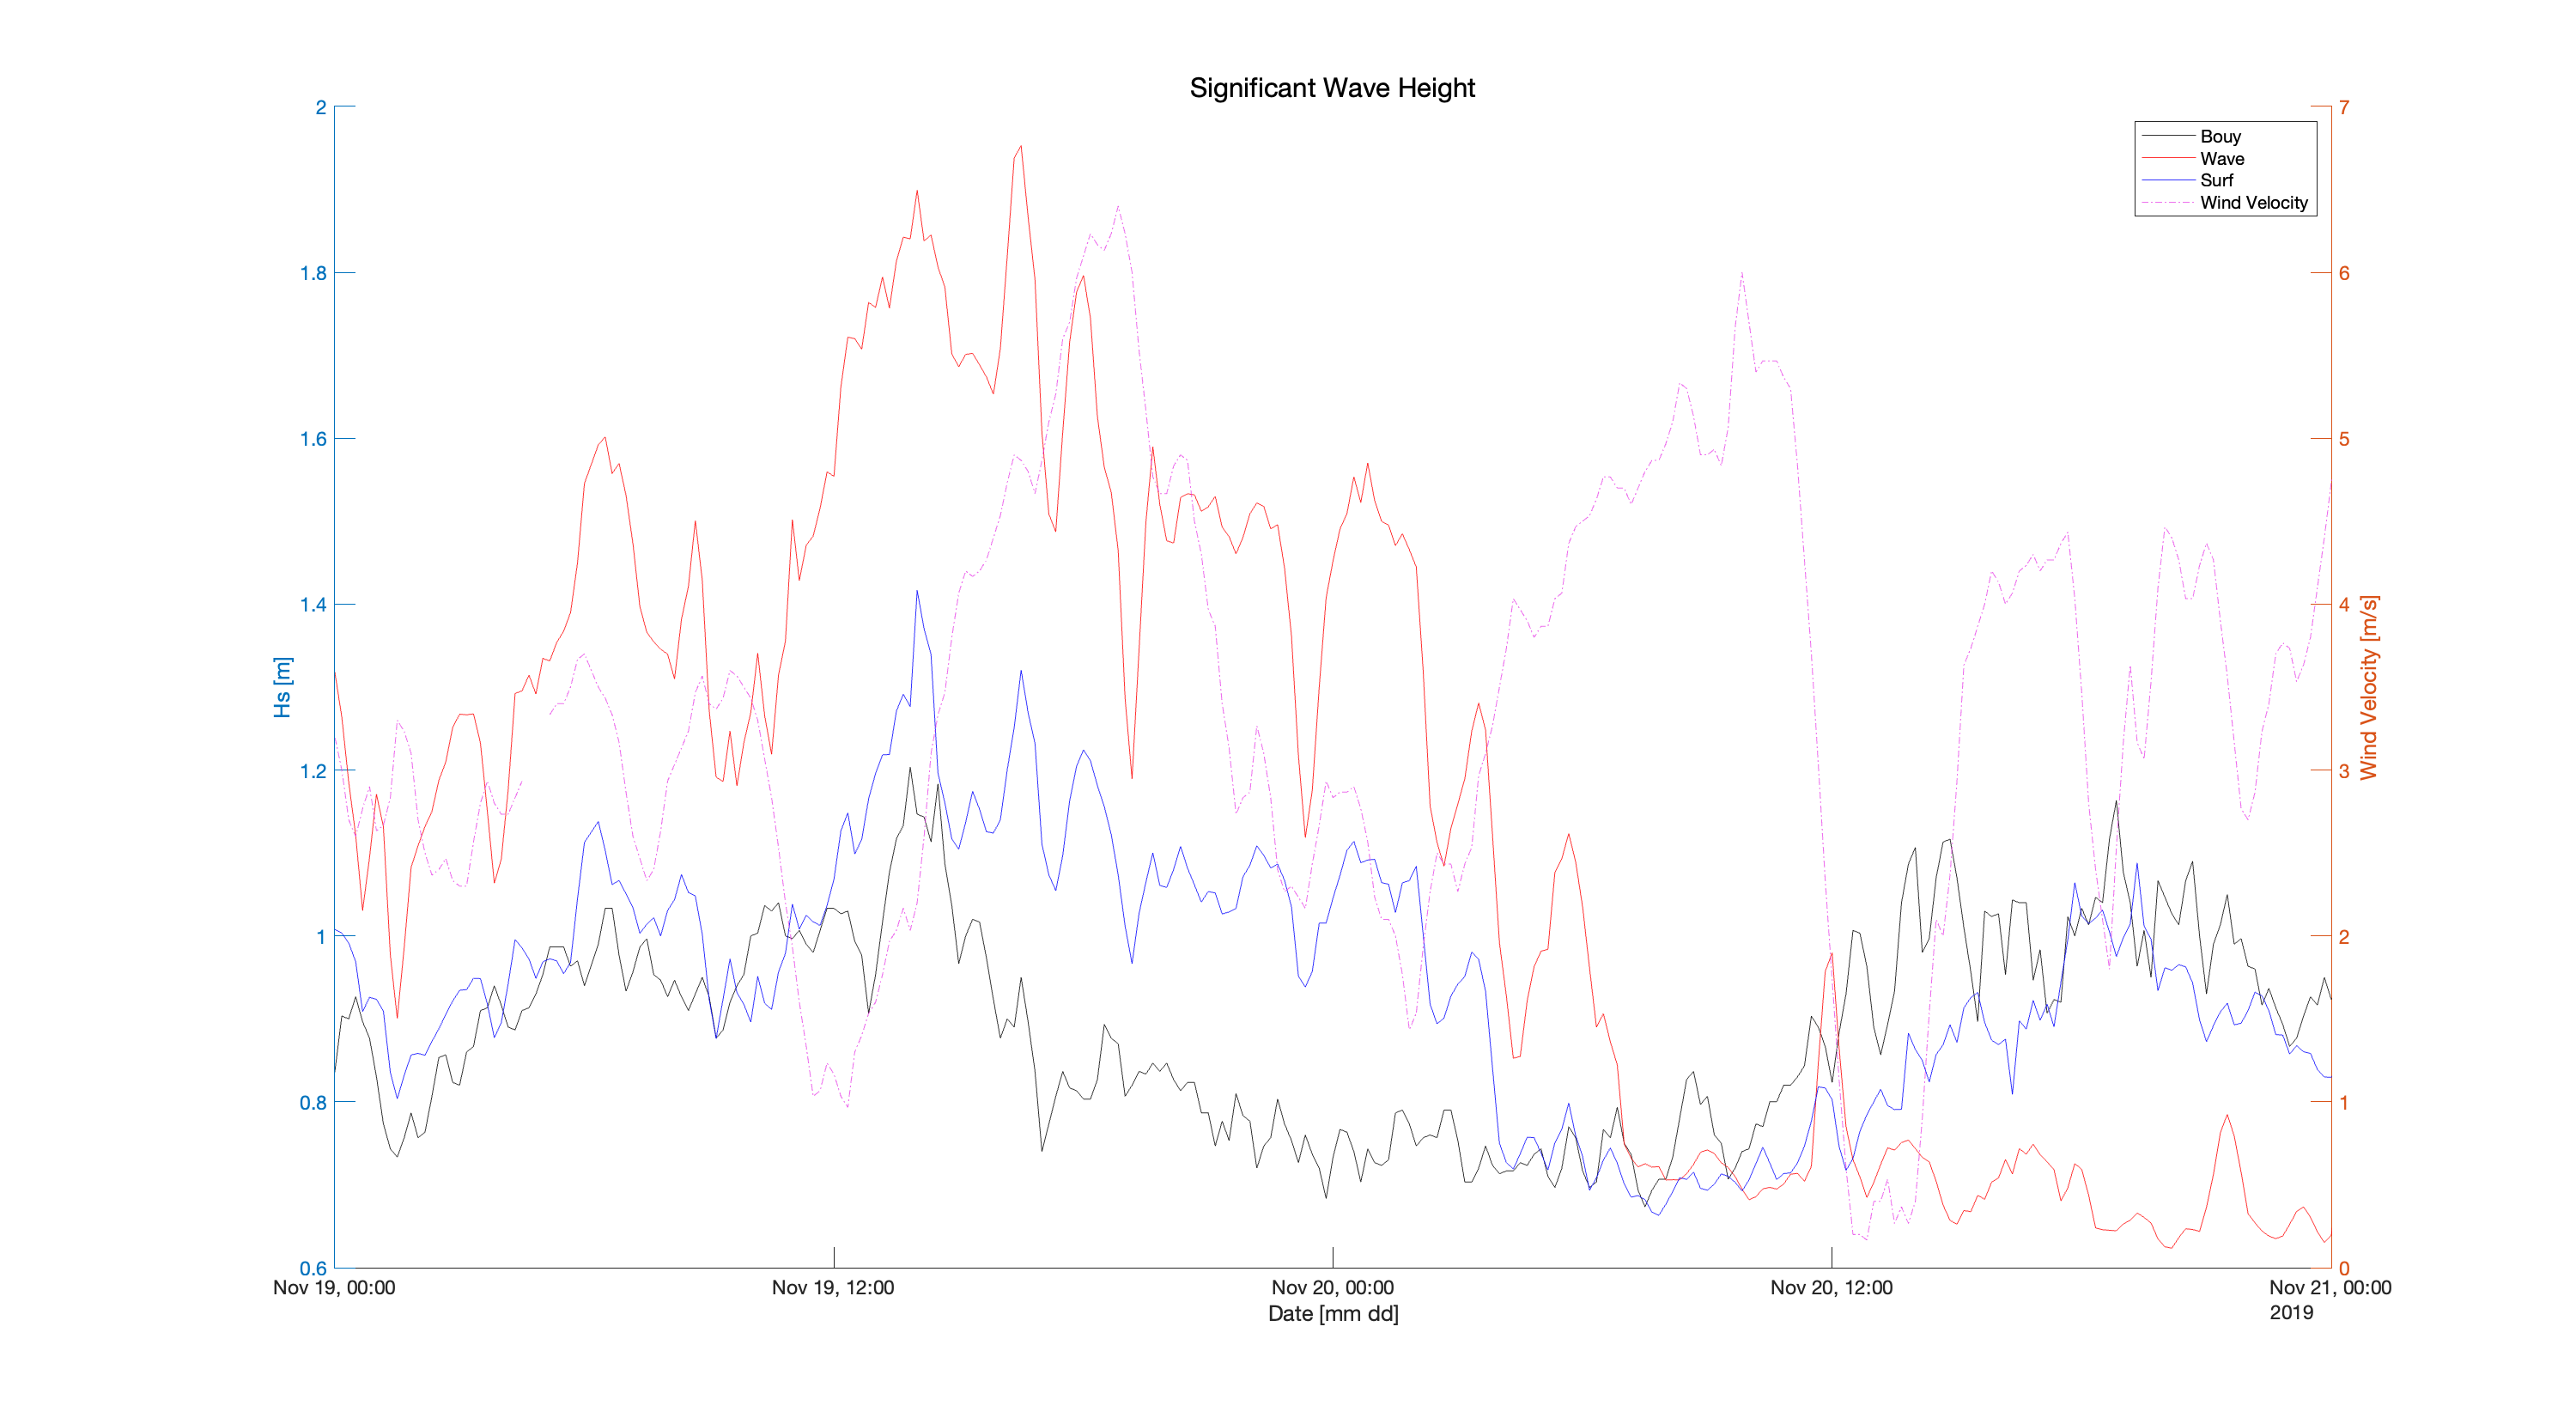 Significant Wave Height
2
1.8
1.6
1.4
1.2
1
0.8
0.6
Hs [m]
7
6
5
4
3
2
1
0
Wind Velocity [m/s]
Bouy
Wave
Surf
Wind Velocity
Nov 19, 00:00
Nov 19, 12:00
Nov 20, 00:00
Nov 20, 12:00
Nov 21, 00:00
2019
Date [mm dd]